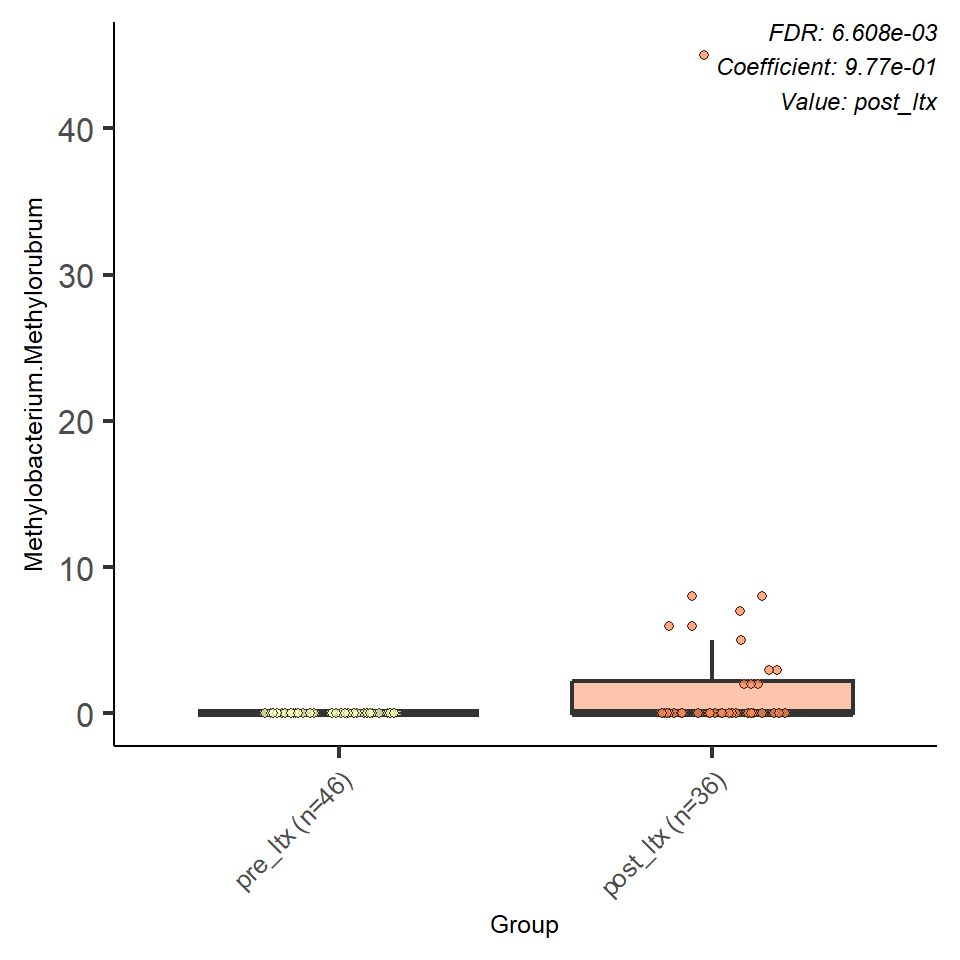 FDR: 6.608e-03
Coefficient: 9.77e-01
Value: post_ltx
Methylobacterium.Methylorubrum
40
30
20
10
0
pre_ltx (n=46)
post_ltx (n=36)
Group